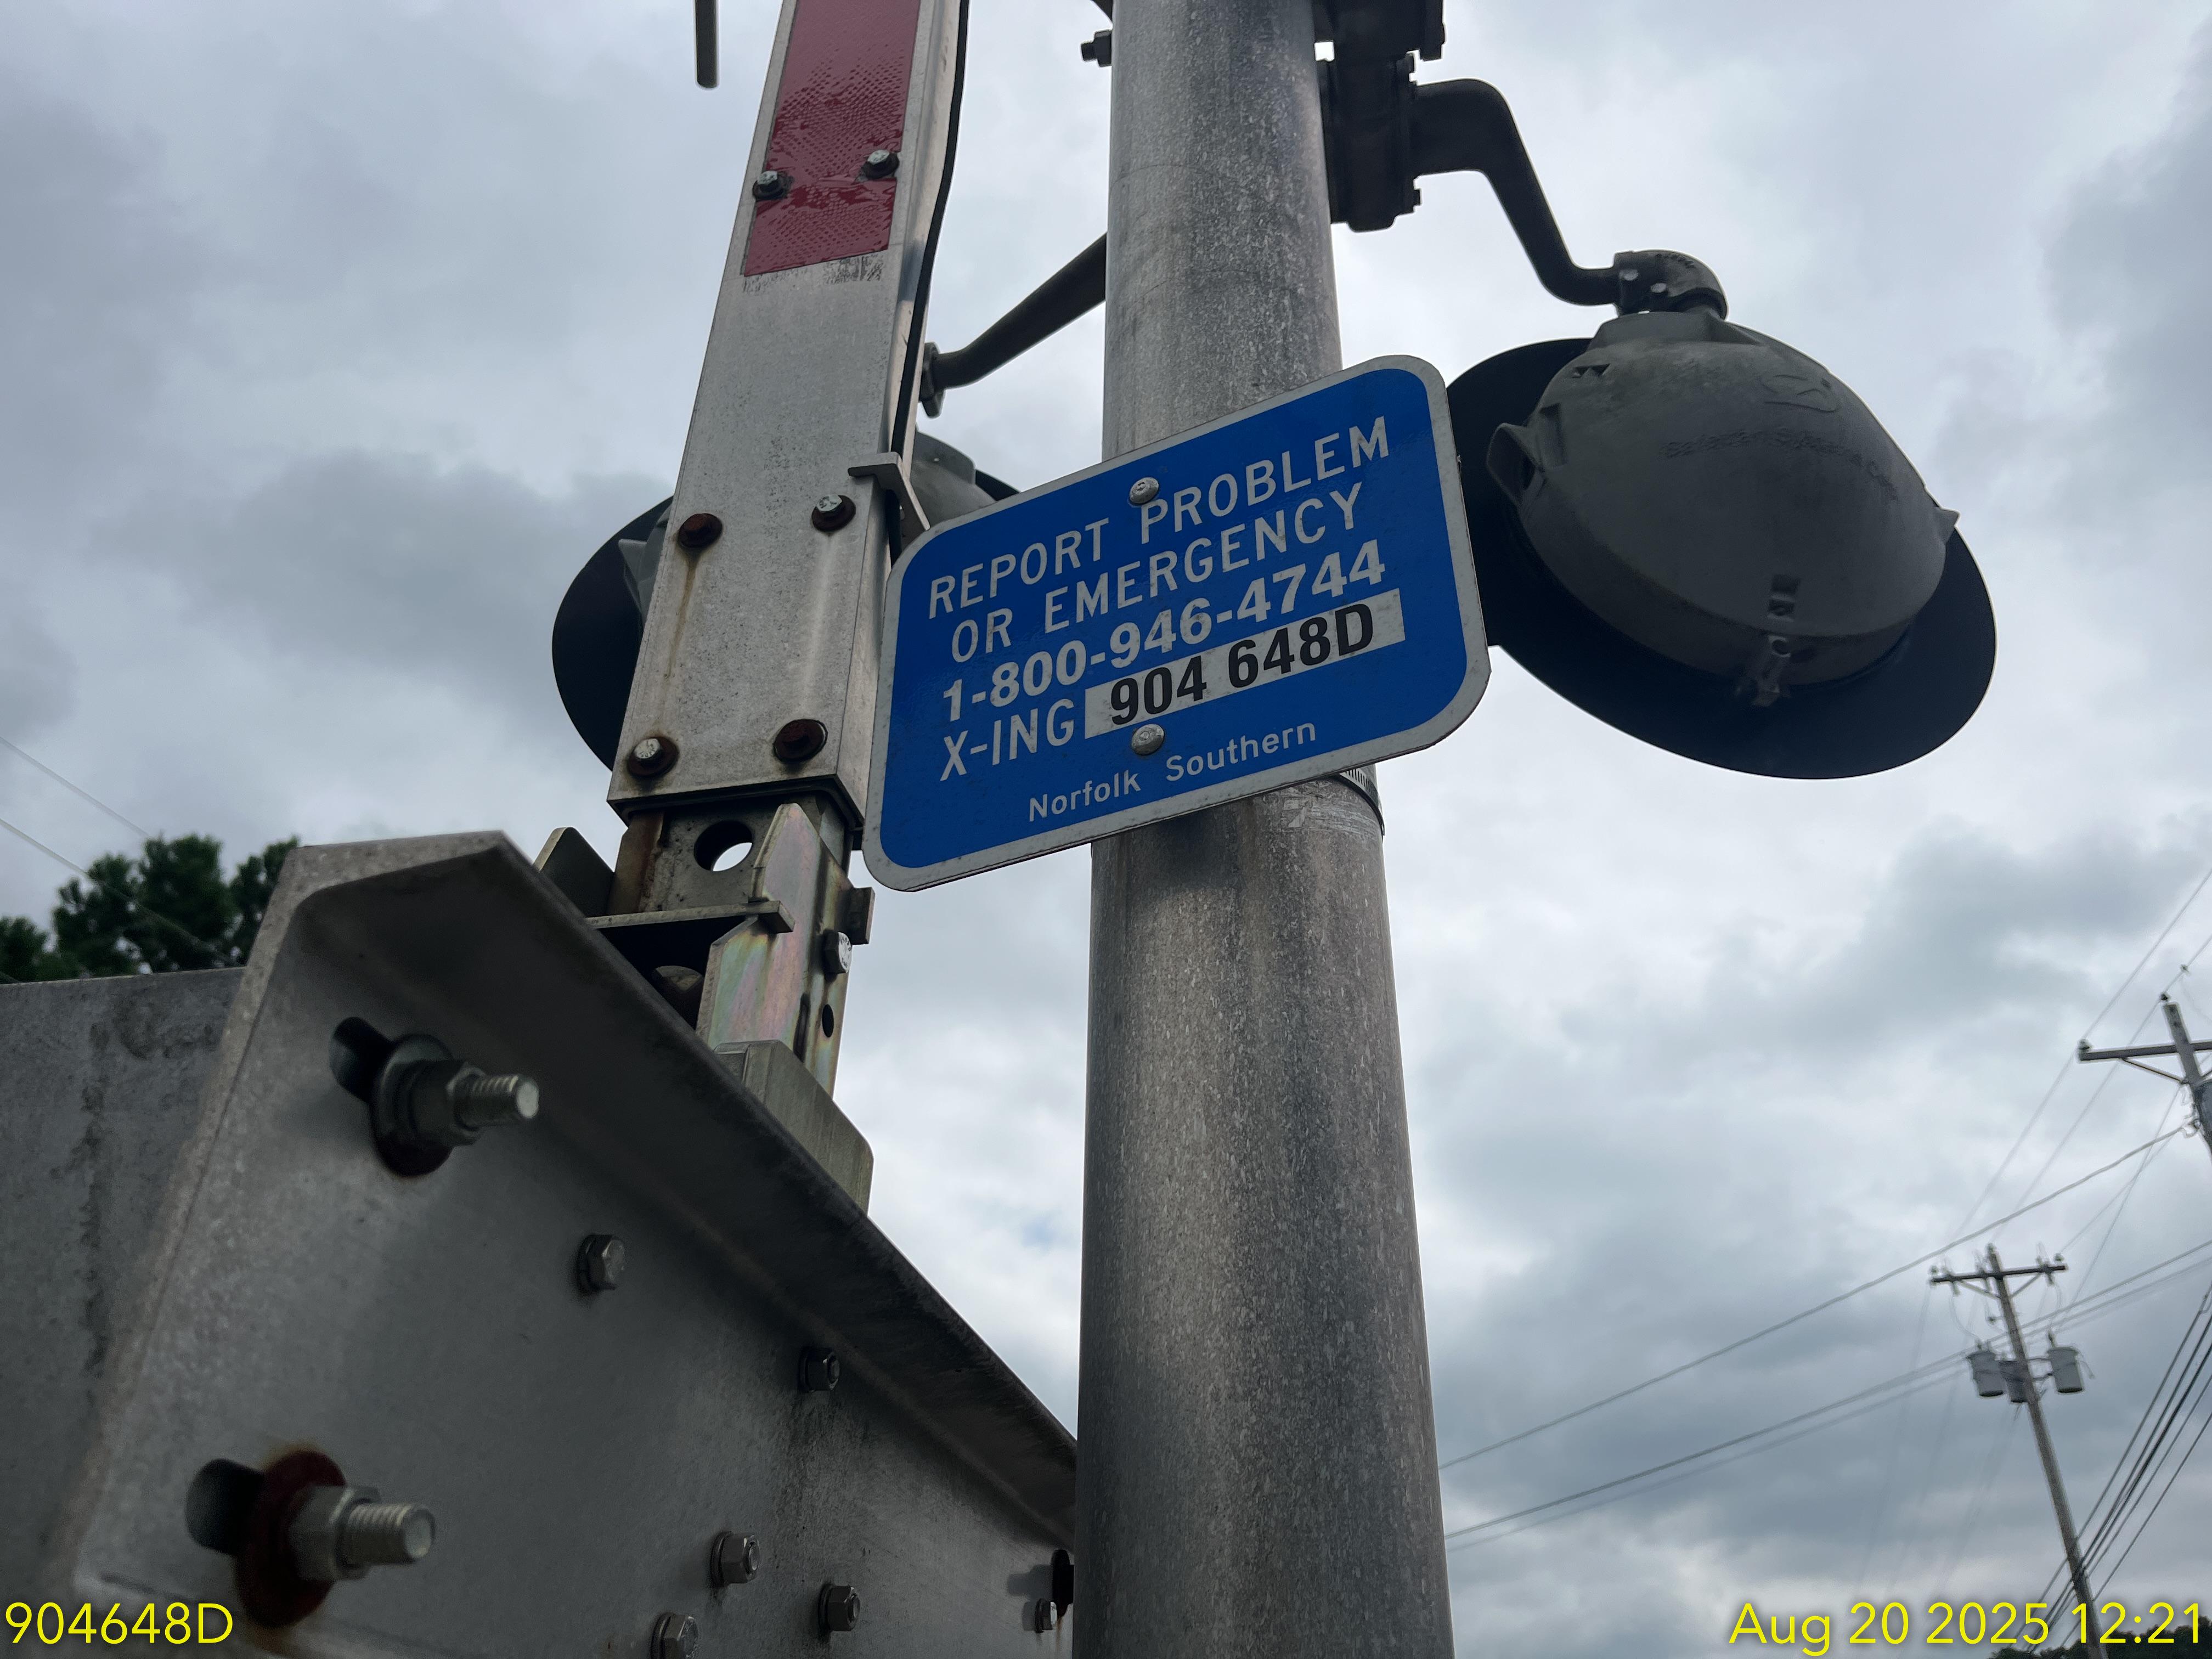 REPORT PROBLEM
OR EMERGENCY
1-800-946-4744
X-ING 904 648D
Norfolk Southern
904648D
Aug 20 2025 12:21